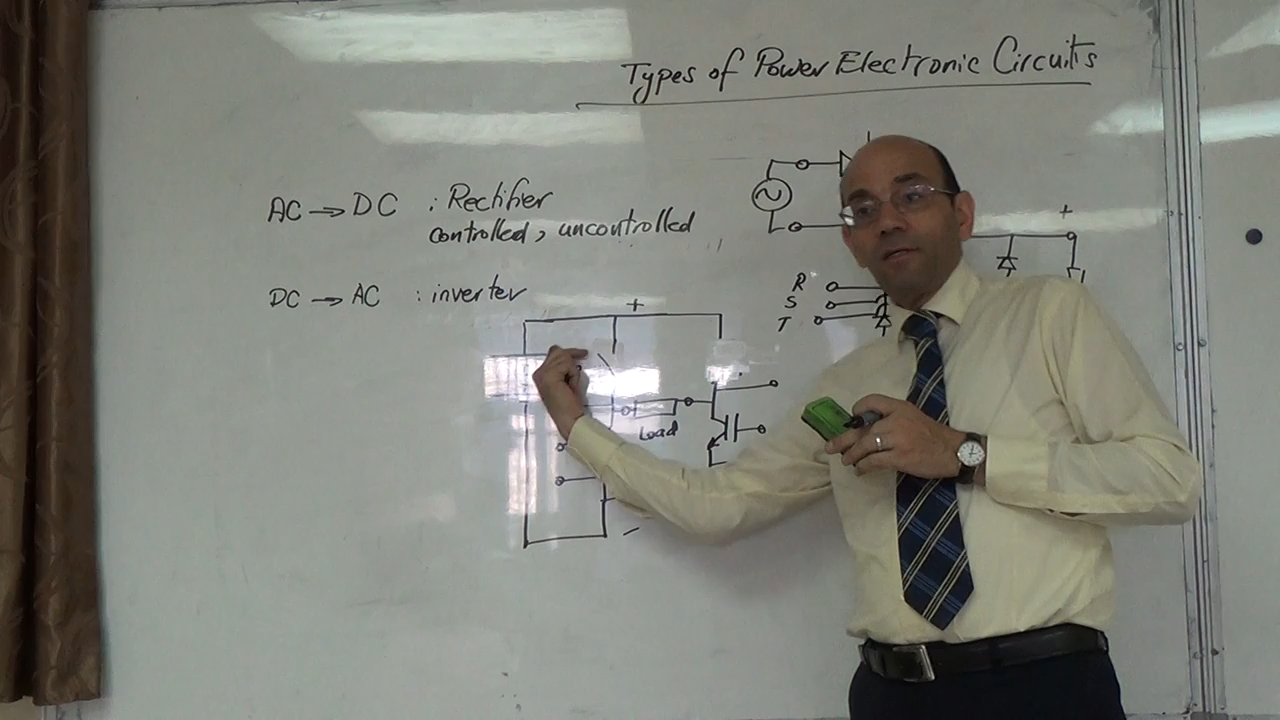 Types of Power Electronic Circuits
AC → DC : Rectifier
controlled, uncontrolled
DC → AC : inverter
+
+
R
S
T
Load